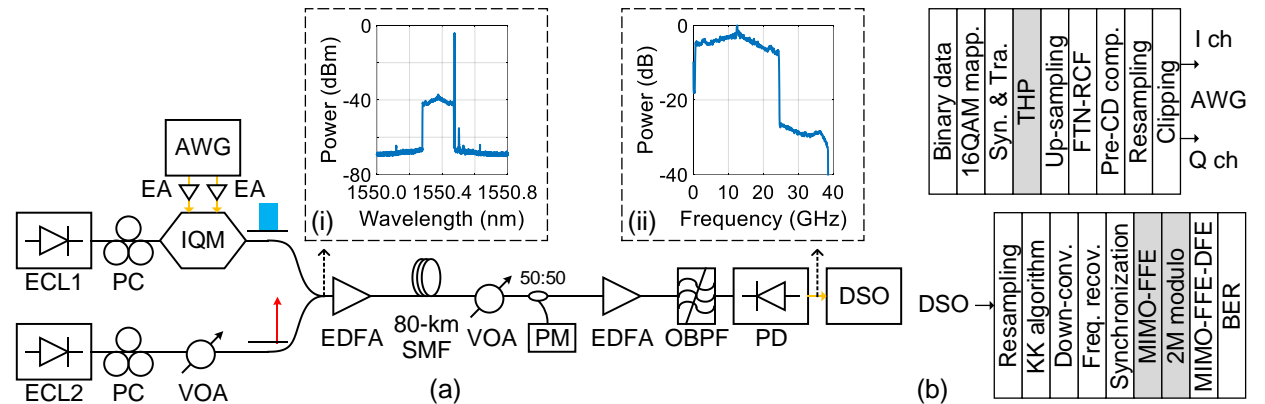 AWG
EA
EA
IQM
ECL1
PC
ECL2
PC
VOA
(i)
Power (dBm)
0
-40
-80
1550.0
1550.4
1550.8
Wavelength (nm)
(ii)
Power (dB)
0
-20
-40
0
20
40
Frequency (GHz)
EDFA
80-km
SMF
VOA
50:50
PM
EDFA
OBPF
PD
DSO
(a)
Binary data
16QAM mapp.
Syn. & Tra.
THP
Up-sampling
FTN-RCF
Pre-CD comp.
Resampling
Clipping
I ch
AWG
Q ch
DSO
Resampling
KK algorithm
Down-conv.
Freq. recov.
Synchronization
MIMO-FFE
2M modulo
MIMO-FFE-DFE
BER
(b)